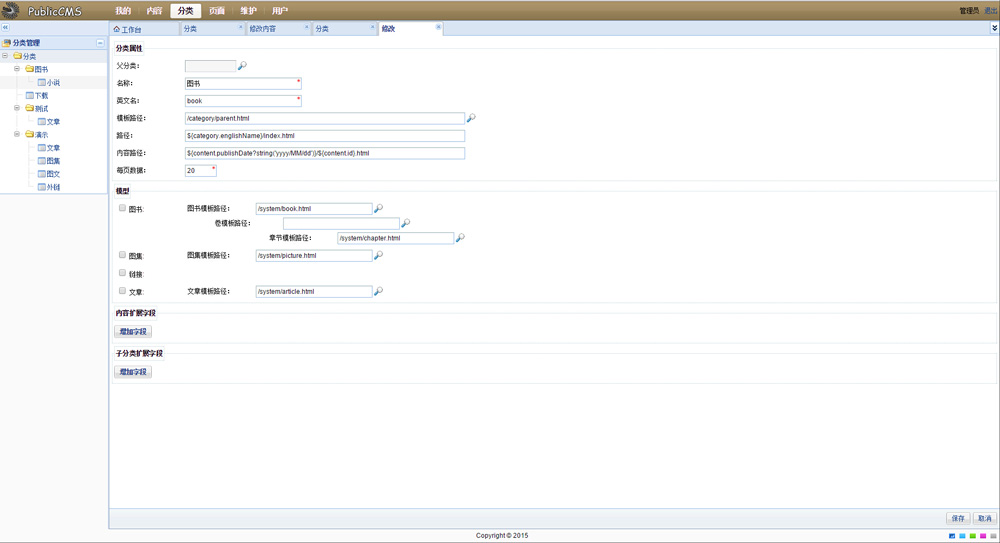 PublicCMS 我的 内容 分类 页面 维护 用户 管理员 退出
工作台 分类 修改内容 分类 修改
分类管理
分类
图书
小说
下载
测试
文章
演示
文章
图集
图文
外链
分类属性
父分类:
名称: 图书 *
英文名: book *
模板路径: /category/parent.html
路径: ${category.englishName}/index.html
内容路径: ${content.publishDate?string('yyyy/MM/dd')}/${content.id}.html
每页数据: 20 *
模型
图书: 图书模板路径: /system/book.html
卷模板路径:
章节模板路径: /system/chapter.html
图集: 图集模板路径: /system/picture.html
链接:
文章: 文章模板路径: /system/article.html
内容扩展字段
增加字段
子分类扩展字段
增加字段
保存 取消
Copyright © 2015